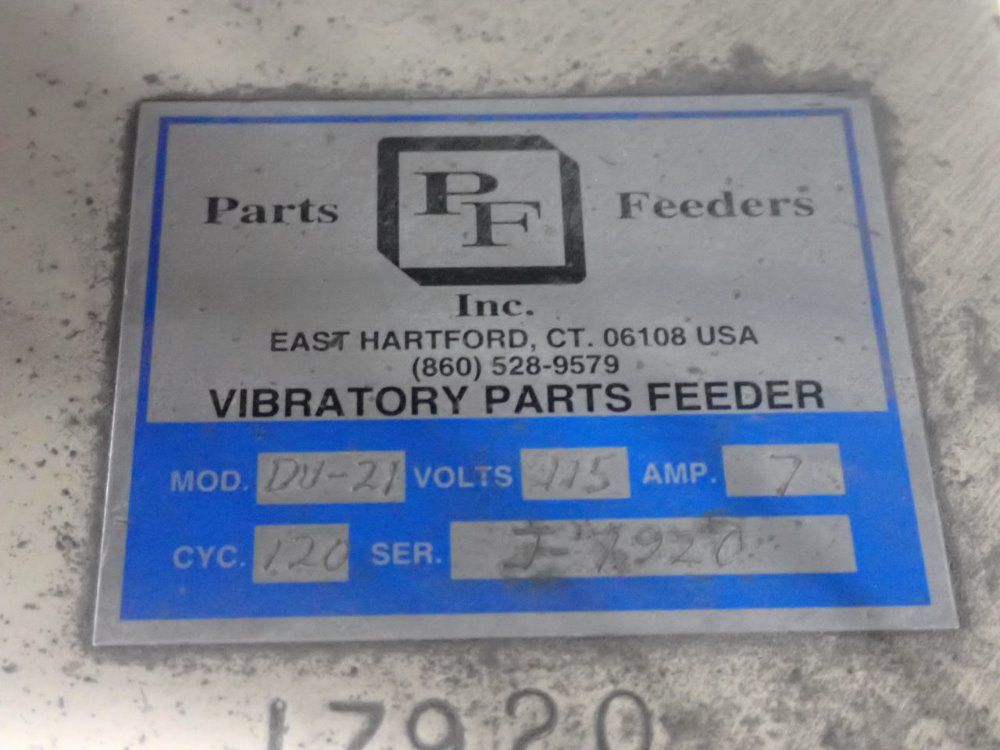 Parts PF Feeders
Inc.
EAST HARTFORD, CT. 06108 USA
(860) 528-9579
VIBRATORY PARTS FEEDER
MOD. DU-21 VOLTS 115 AMP. 7
CYC. 120 SER.
17920